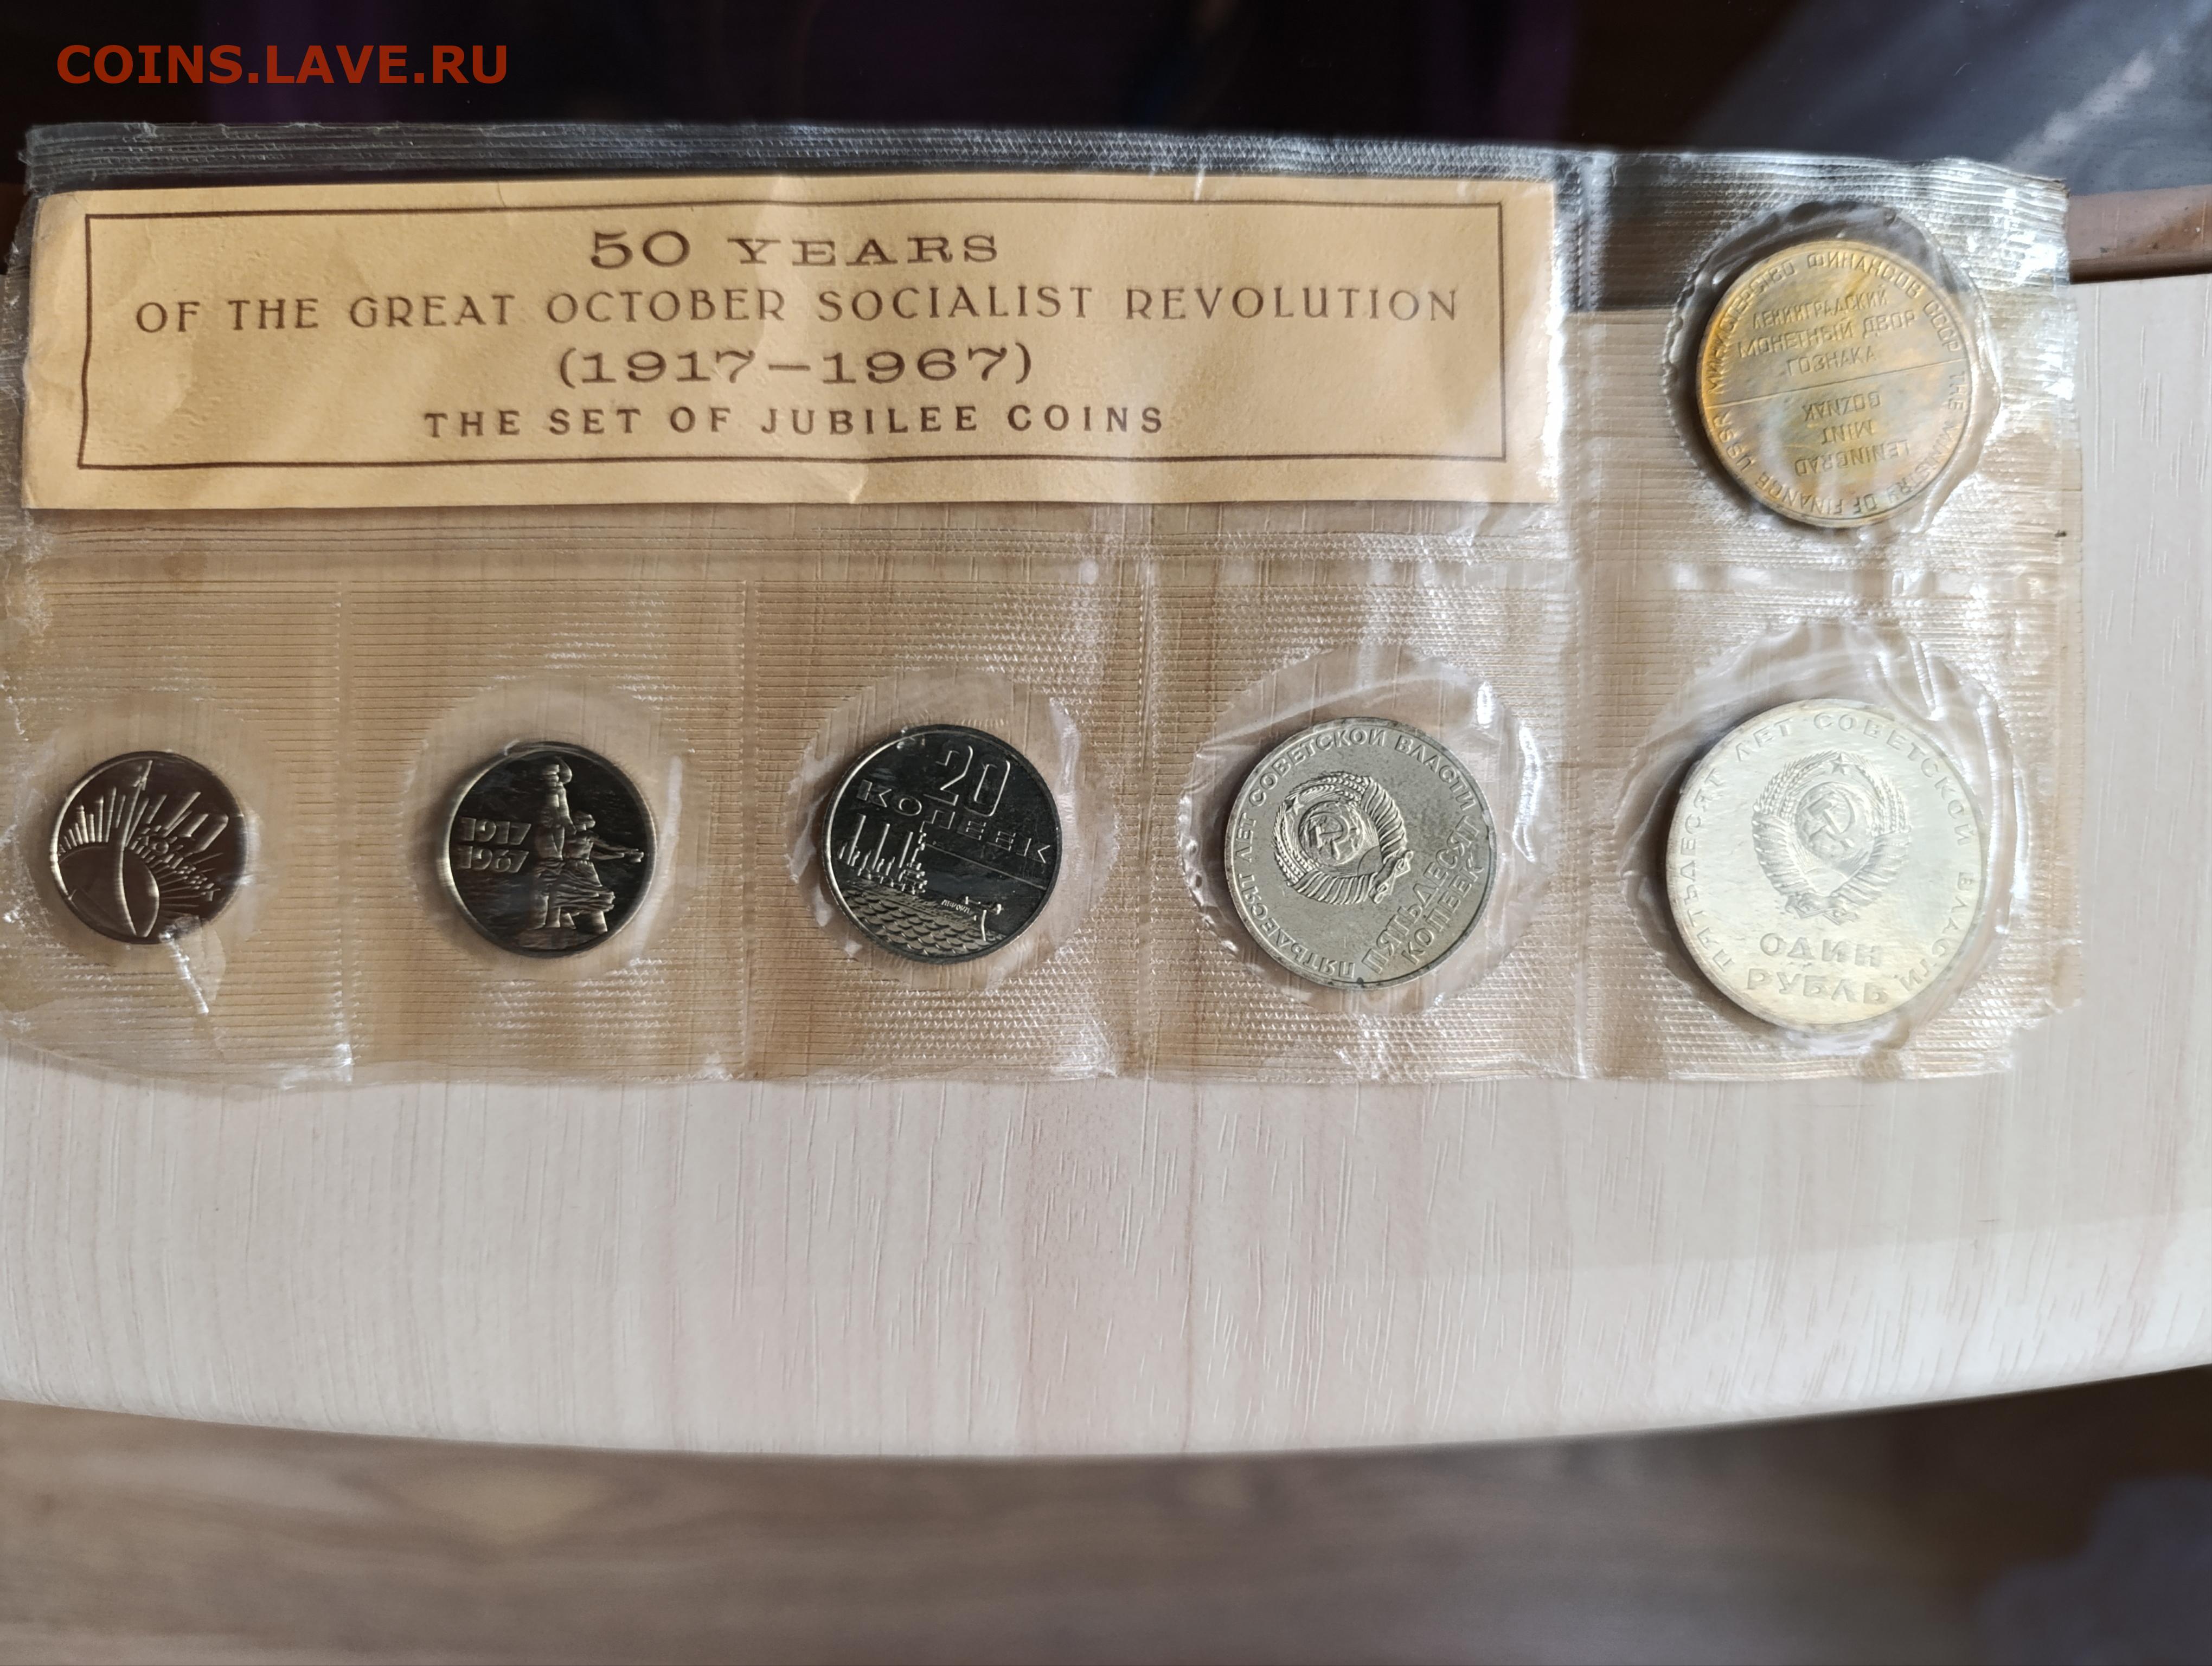 COINS.LAVE.RU
50 YEARS
OF THE GREAT OCTOBER SOCIALIST REVOLUTION
(1917–1967)
THE SET OF JUBILEE COINS
МИНИСТЕРСТВО ФИНАНСОВ СССР
ЛЕНИНГРАДСКИЙ
МОНЕТНЫЙ ДВОР
ГОЗНАКА
THE MINISTRY OF FINANCE USSR
LENINGRAD
MINT
GOZNAK
10
КОПЕЕК
1917
1967
20
КОПЕЕК
ПЯТЬДЕСЯТ ЛЕТ СОВЕТСКОЙ ВЛАСТИ
ПЯТЬДЕСЯТ
КОПЕЕК
ПЯТЬДЕСЯТ ЛЕТ СОВЕТСКОЙ ВЛАСТИ
ОДИН
РУБЛЬ